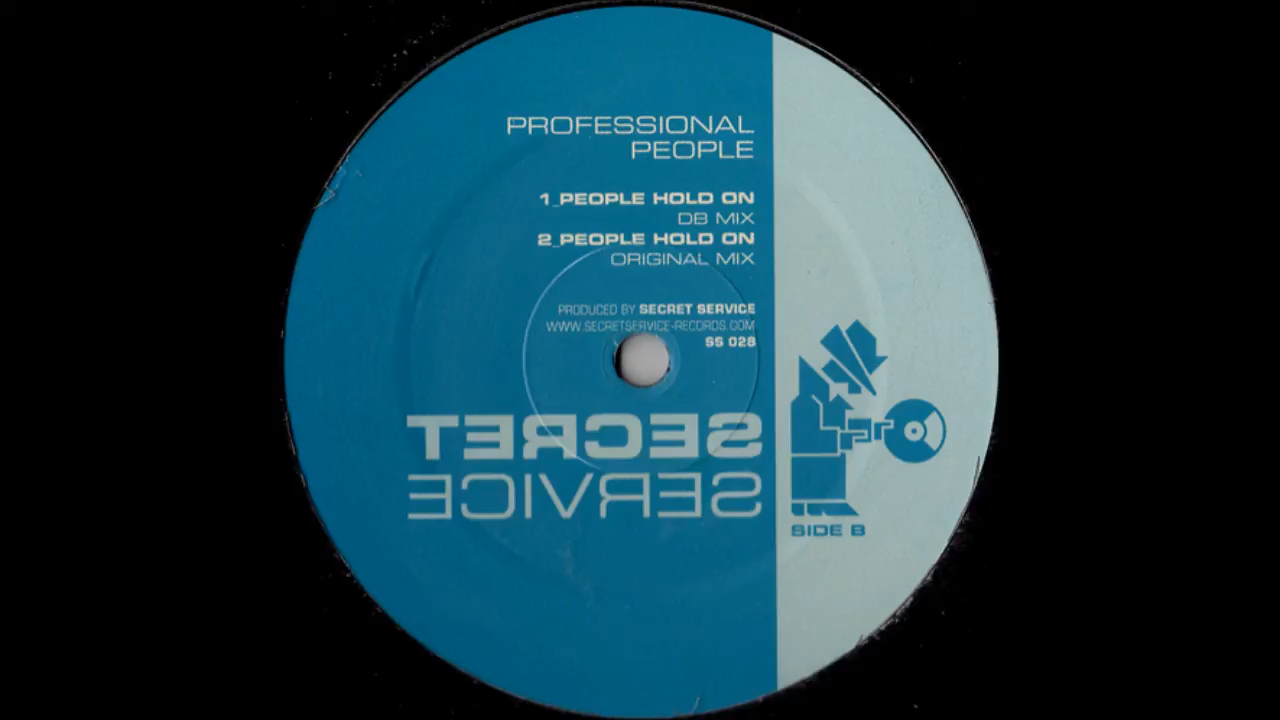 PROFESSIONAL
PEOPLE
1_PEOPLE HOLD ON
DB MIX
2_PEOPLE HOLD ON
ORIGINAL MIX
PRODUCED BY SECRET SERVICE
WWW.SECRETSERVICE-RECORDS.COM
SS 028
SECRET
SERVICE
SIDE B